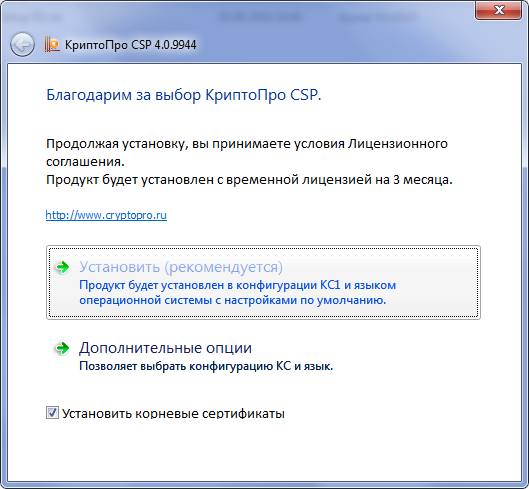 КриптоПро CSP 4.0.9944
Благодарим за выбор КриптоПро CSP.
Продолжая установку, вы принимаете условия Лицензионного
соглашения.
Продукт будет установлен с временной лицензией на 3 месяца.
http://www.cryptopro.ru
Установить (рекомендуется)
Продукт будет установлен в конфигурации КС1 и языком
операционной системы с настройками по умолчанию.
Дополнительные опции
Позволяет выбрать конфигурацию КС и язык.
Установить корневые сертификаты